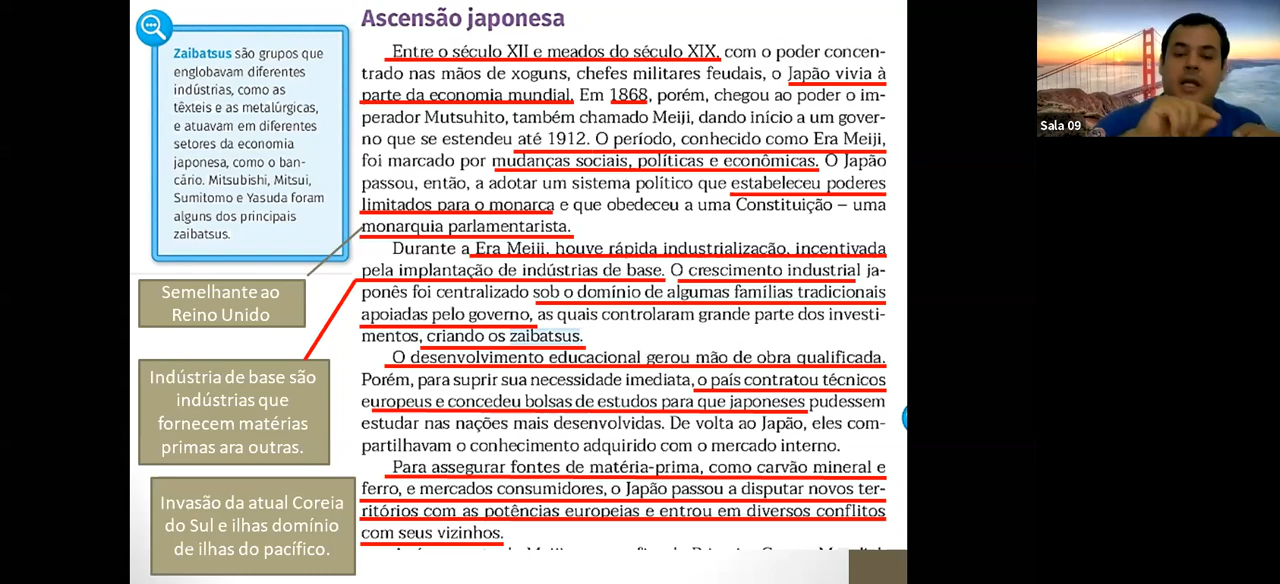 Ascensão japonesa
Entre o século XII e meados do século XIX, com o poder concen-
trado nas mãos de xoguns, chefes militares feudais, o Japão vivia à
parte da economia mundial. Em 1868, porém, chegou ao poder o im-
perador Mutsuhito, também chamado Meiji, dando início a um gover-
no que se estendeu até 1912. O período, conhecido como Era Meiji,
foi marcado por mudanças sociais, políticas e econômicas. O Japão
passou, então, a adotar um sistema político que estabeleceu poderes
limitados para o monarca e que obedeceu a uma Constituição – uma
monarquia parlamentarista.
Durante a Era Meiji, houve rápida industrialização, incentivada
pela implantação de indústrias de base. O crescimento industrial ja-
ponês foi centralizado sob o domínio de algumas famílias tradicionais
apoiadas pelo governo, as quais controlaram grande parte dos investi-
mentos, criando os zaibatsus.
O desenvolvimento educacional gerou mão de obra qualificada.
Porém, para suprir sua necessidade imediata, o país contratou técnicos
europeus e concedeu bolsas de estudos para que japoneses pudessem
estudar nas nações mais desenvolvidas. De volta ao Japão, eles com-
partilhavam o conhecimento adquirido com o mercado interno.
Para assegurar fontes de matéria-prima, como carvão mineral e
ferro, e mercados consumidores, o Japão passou a disputar novos ter-
ritórios com as potências europeias e entrou em diversos conflitos
com seus vizinhos.
Zaibatsus são grupos que
englobavam diferentes
indústrias, como as
têxteis e as metalúrgicas,
e atuavam em diferentes
setores da economia
japonesa, como o ban-
cário. Mitsubishi, Mitsui,
Sumitomo e Yasuda foram
alguns dos principais
zaibatsus.
Semelhante ao
Reino Unido
Indústria de base são
indústrias que
fornecem matérias
primas ara outras.
Invasão da atual Coreia
do Sul e ilhas domínio
de ilhas do pacífico.
Sala 09